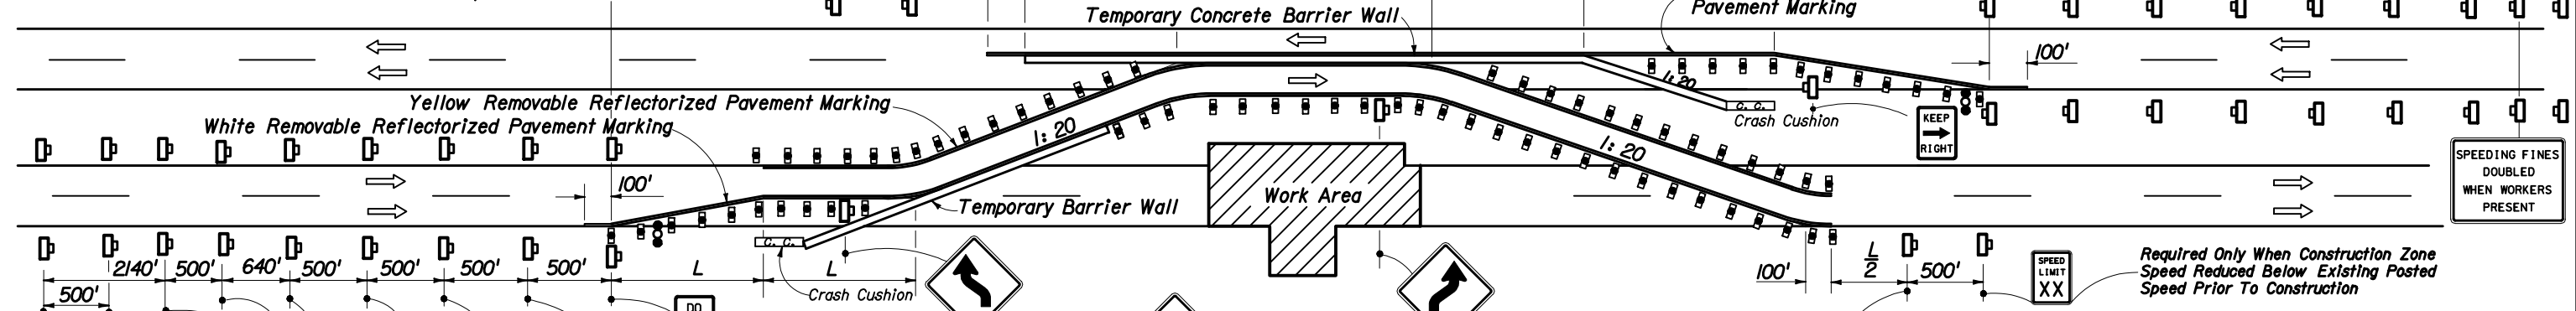 Temporary Concrete Barrier Wall
Pavement Marking
100'
Yellow Removable Reflectorized Pavement Marking
White Removable Reflectorized Pavement Marking
1:20
1:20
1:20
C. C.
Crash Cushion
KEEP
RIGHT
SPEEDING FINES
DOUBLED
WHEN WORKERS
PRESENT
100'
Work Area
Temporary Barrier Wall
C. C.
Crash Cushion
2140' 500' 640' 500' 500' 500' 500' L L
500'
DO
100' L/2 500'
SPEED
LIMIT
XX
Required Only When Construction Zone
Speed Reduced Below Existing Posted
Speed Prior To Construction